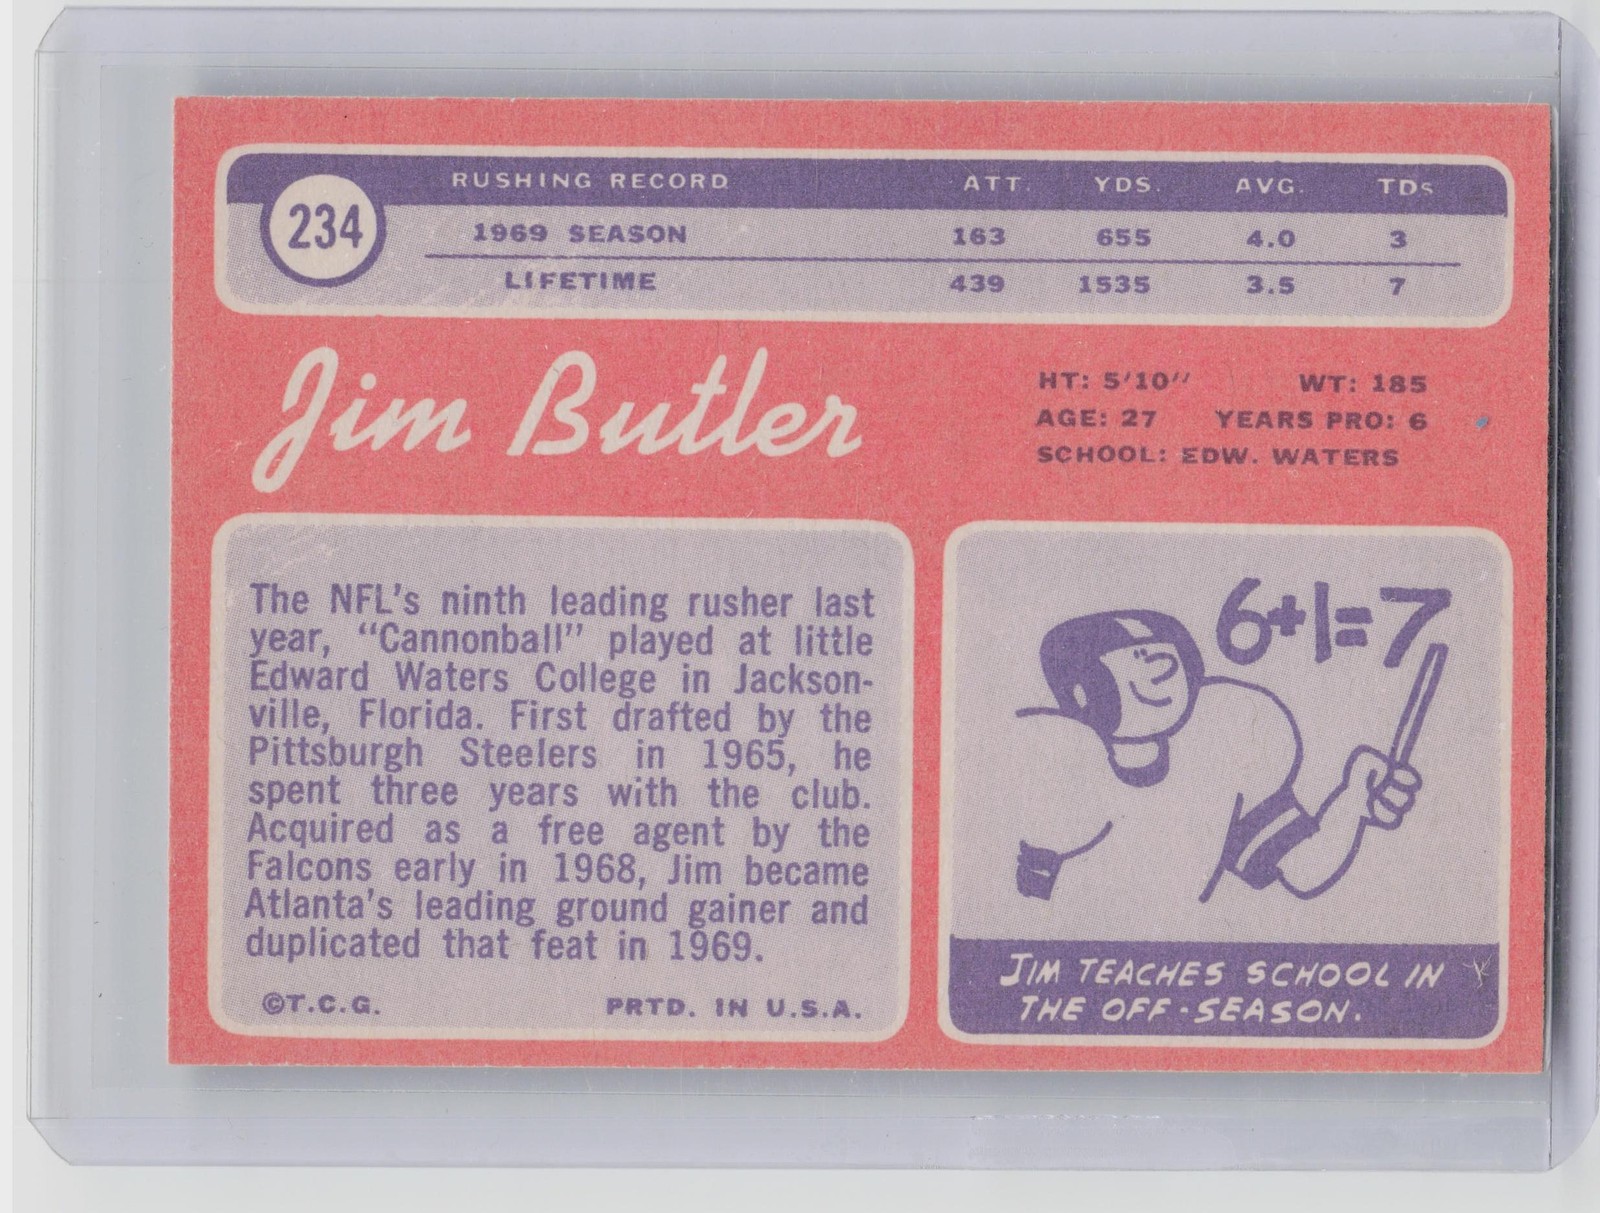 RUSHING RECORD ATT. YDS. AVG. TDs
234
1969 SEASON 163 655 4.0 3
LIFETIME 439 1535 3.5 7
Jim Butler
HT: 5'10" WT: 185
AGE: 27 YEARS PRO: 6
SCHOOL: EDW. WATERS
The NFL's ninth leading rusher last
year, "Cannonball" played at little
Edward Waters College in Jackson-
ville, Florida. First drafted by the
Pittsburgh Steelers in 1965, he
spent three years with the club.
Acquired as a free agent by the
Falcons early in 1968, Jim became
Atlanta's leading ground gainer and
duplicated that feat in 1969.
©T.C.G. PRTD. IN U.S.A.
6+1=7
JIM TEACHES SCHOOL IN
THE OFF-SEASON.